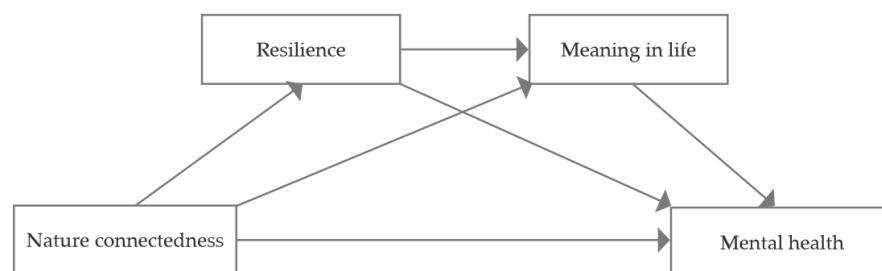 Resilience
Meaning in life
Nature connectedness
Mental health